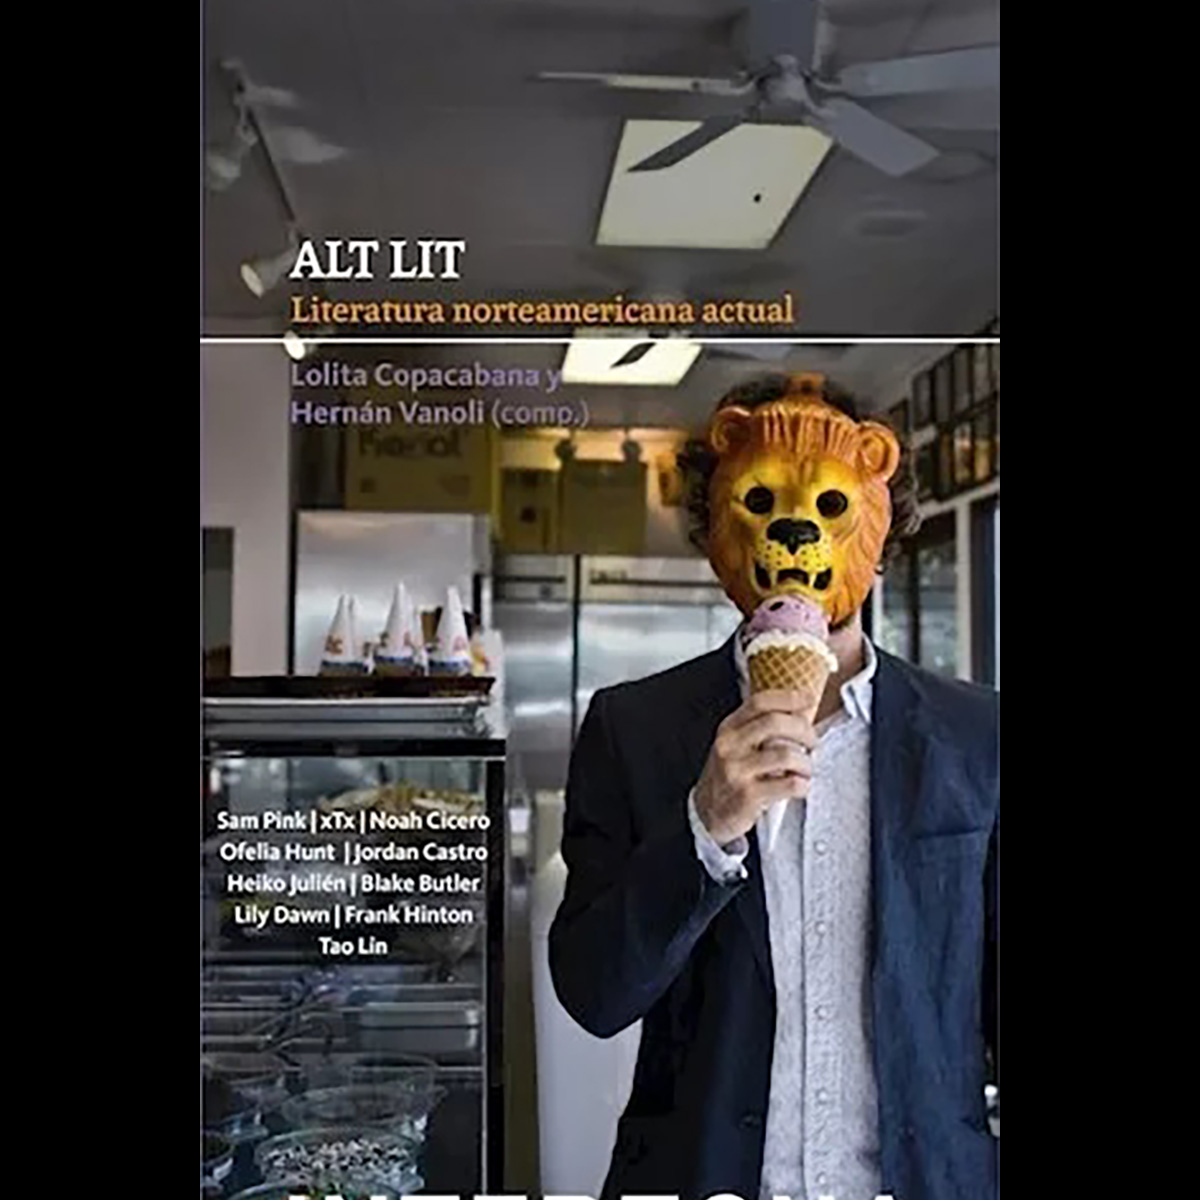 ALT LIT
Literatura norteamericana actual
Lolita Copacabana y
Hernán Vanoli (comp.)
Sam Pink | xTx | Noah Cicero
Ofelia Hunt | Jordan Castro
Heiko Julién | Blake Butler
Lily Dawn | Frank Hinton
Tao Lin